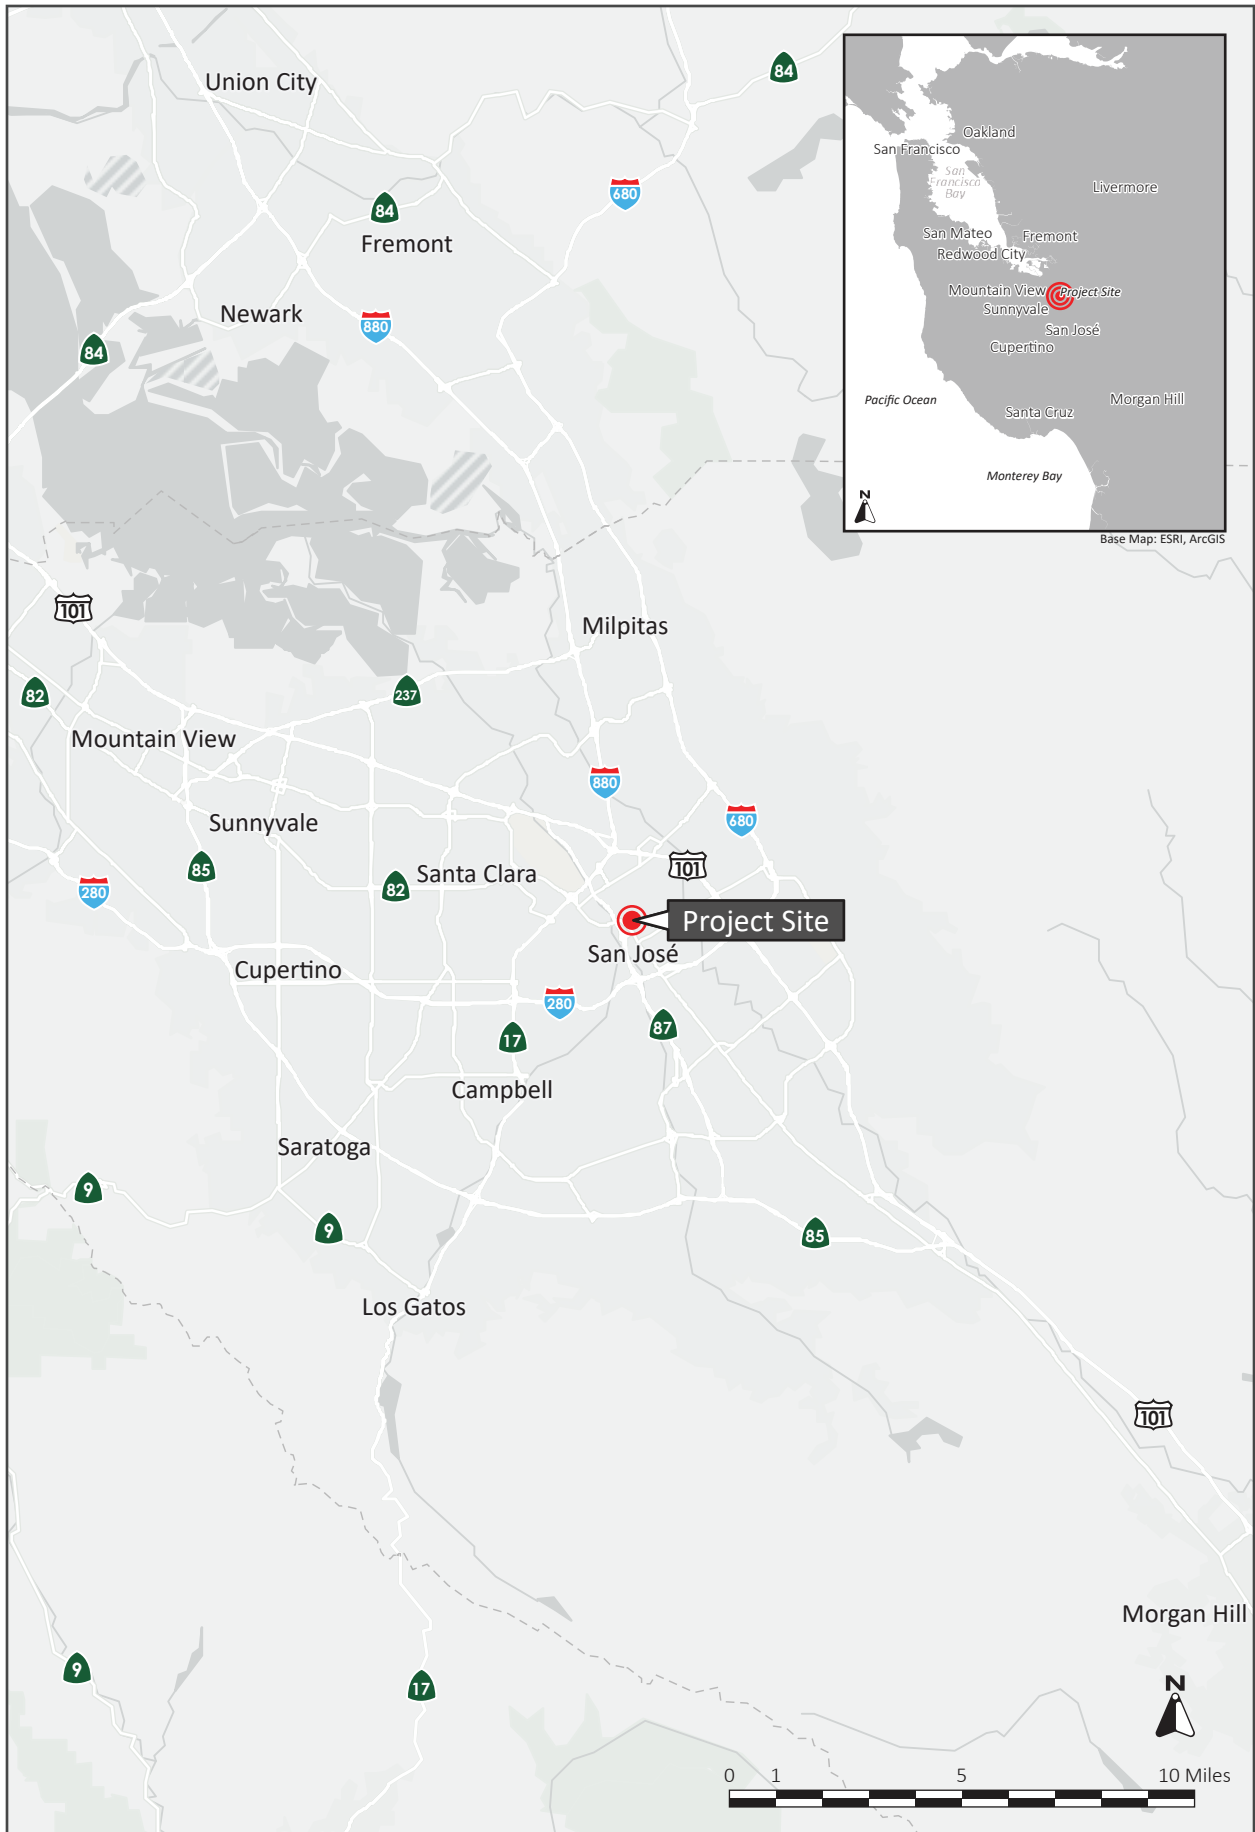 Union City
84
680
84
Fremont
Newark
880
84
Oakland
San Francisco
San
Francisco
Bay
Livermore
San Mateo
Fremont
Redwood City
Mountain View
Project Site
Sunnyvale
San José
Cupertino
Pacific Ocean
Morgan Hill
Santa Cruz
Monterey Bay
N
Base Map: ESRI, ArcGIS
101
Milpitas
82
237
Mountain View
880
680
Sunnyvale
85
101
Santa Clara
280
82
Project Site
San José
Cupertino
280
87
17
Campbell
Saratoga
9
9
85
Los Gatos
101
Morgan Hill
9
17
N
0 1 5 10 Miles